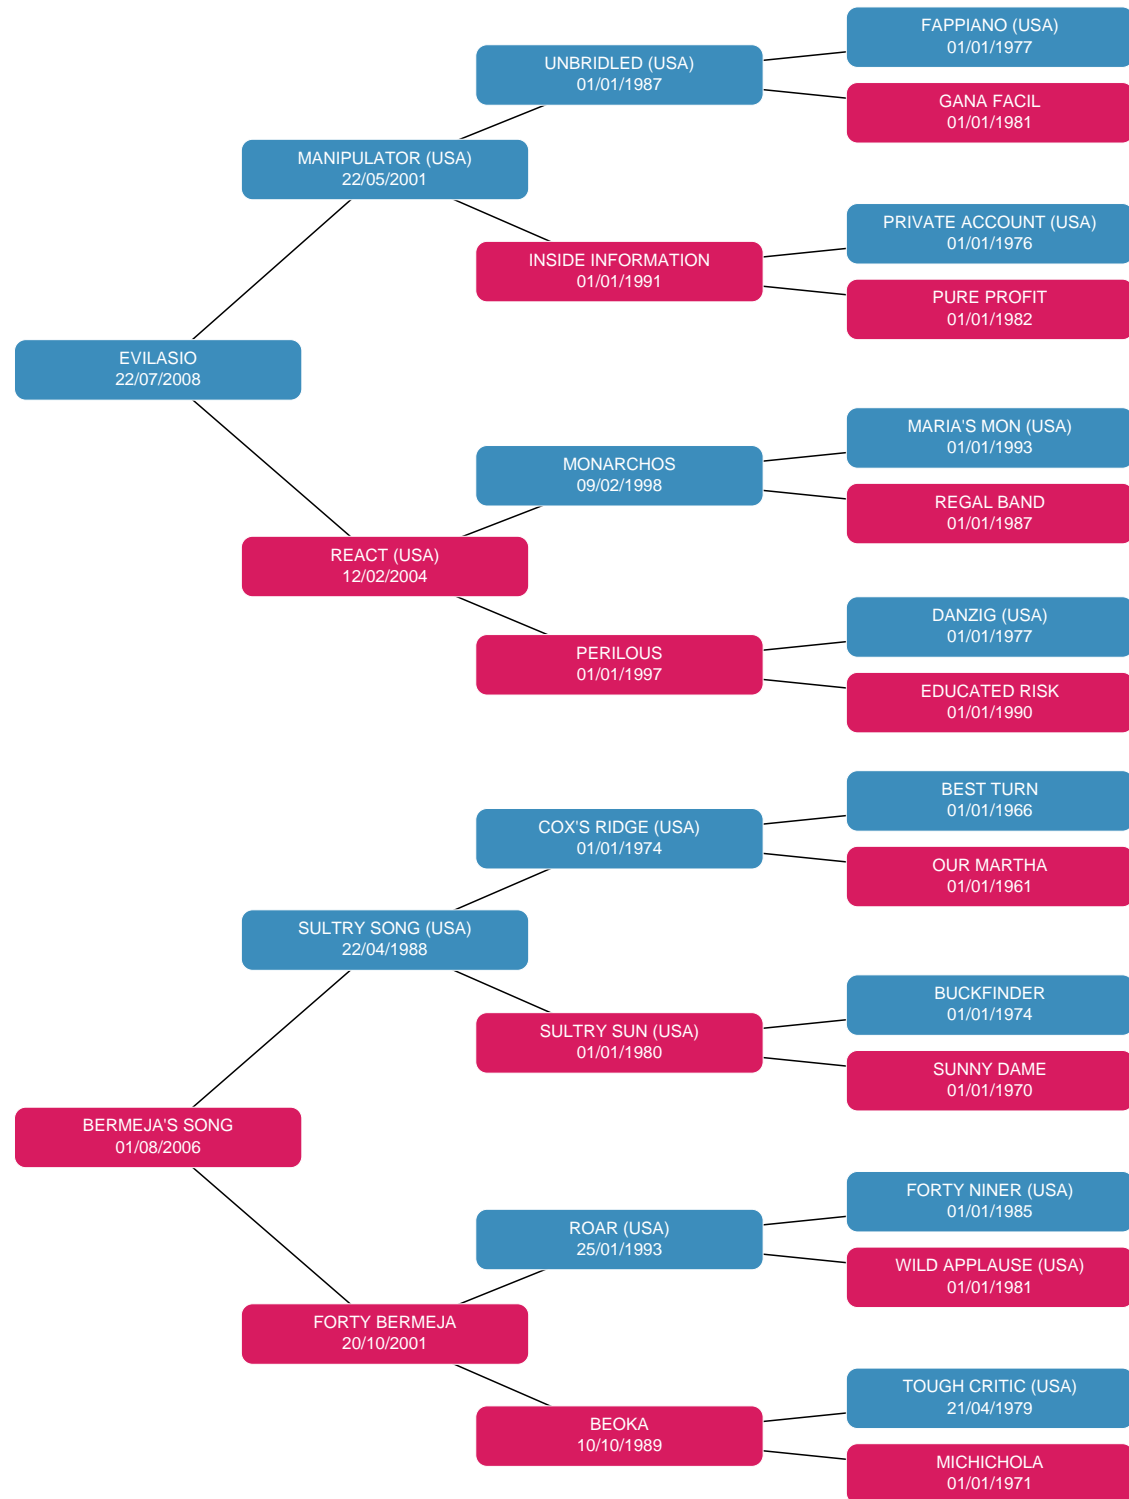 FAPPIANO (USA)
01/01/1977
UNBRIDLED (USA)
01/01/1987
GANA FACIL
01/01/1981
MANIPULATOR (USA)
22/05/2001
PRIVATE ACCOUNT (USA)
01/01/1976
INSIDE INFORMATION
01/01/1991
PURE PROFIT
01/01/1982
EVILASIO
22/07/2008
MARIA'S MON (USA)
01/01/1993
MONARCHOS
09/02/1998
REGAL BAND
01/01/1987
REACT (USA)
12/02/2004
DANZIG (USA)
01/01/1977
PERILOUS
01/01/1997
EDUCATED RISK
01/01/1990
BEST TURN
01/01/1966
COX'S RIDGE (USA)
01/01/1974
OUR MARTHA
01/01/1961
SULTRY SONG (USA)
22/04/1988
BUCKFINDER
01/01/1974
SULTRY SUN (USA)
01/01/1980
SUNNY DAME
01/01/1970
BERMEJA'S SONG
01/08/2006
FORTY NINER (USA)
01/01/1985
ROAR (USA)
25/01/1993
WILD APPLAUSE (USA)
01/01/1981
FORTY BERMEJA
20/10/2001
TOUGH CRITIC (USA)
21/04/1979
BEOKA
10/10/1989
MICHICHOLA
01/01/1971